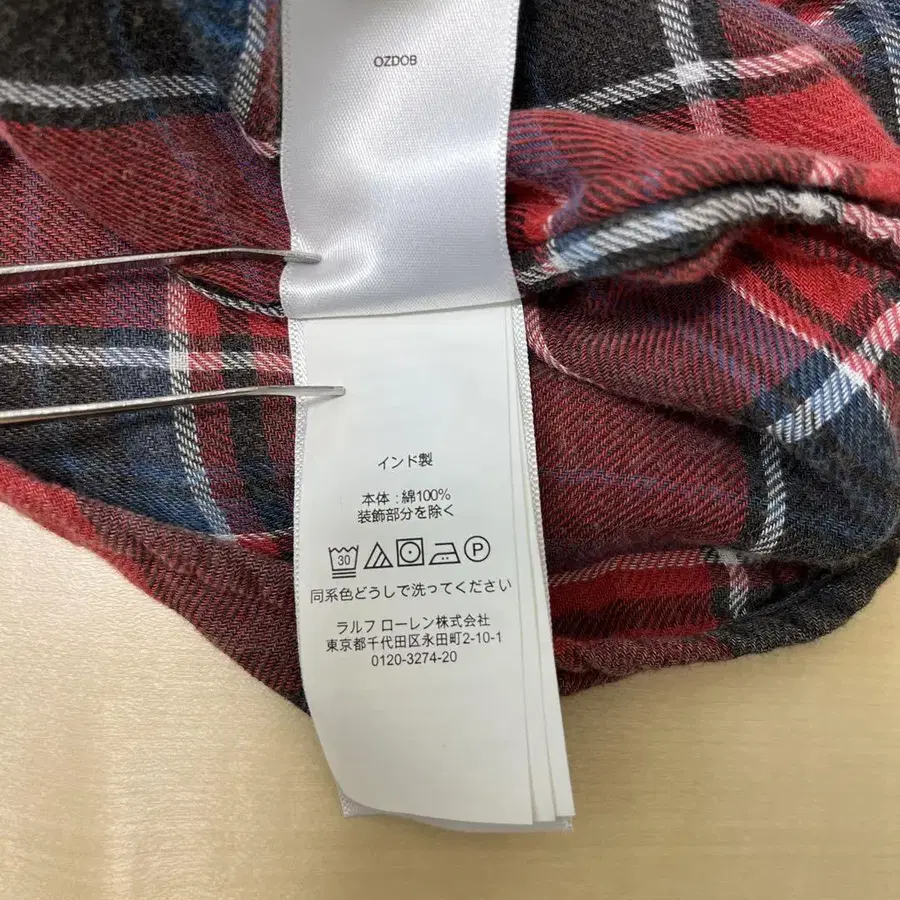 OZDOB
インド製
本体 : 綿100%
装飾部分を除く
30 P
同系色どうしで洗ってください
ラルフ ローレン株式会社
東京都千代田区永田町2-10-1
0120-3274-20